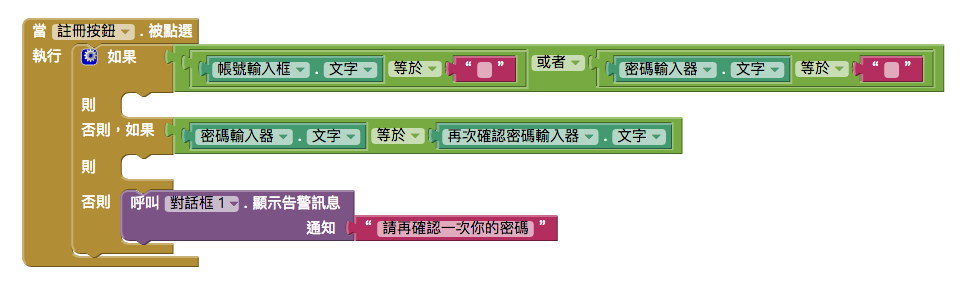 當 註冊按鈕 . 被點選
執行 如果 帳號輸入框 . 文字 等於 “ ” 或者 密碼輸入器 . 文字 等於 “ ”
則
否則，如果 密碼輸入器 . 文字 等於 再次確認密碼輸入器 . 文字
則
否則 呼叫 對話框 1 . 顯示告警訊息
通知 “ 請再確認一次你的密碼 ”